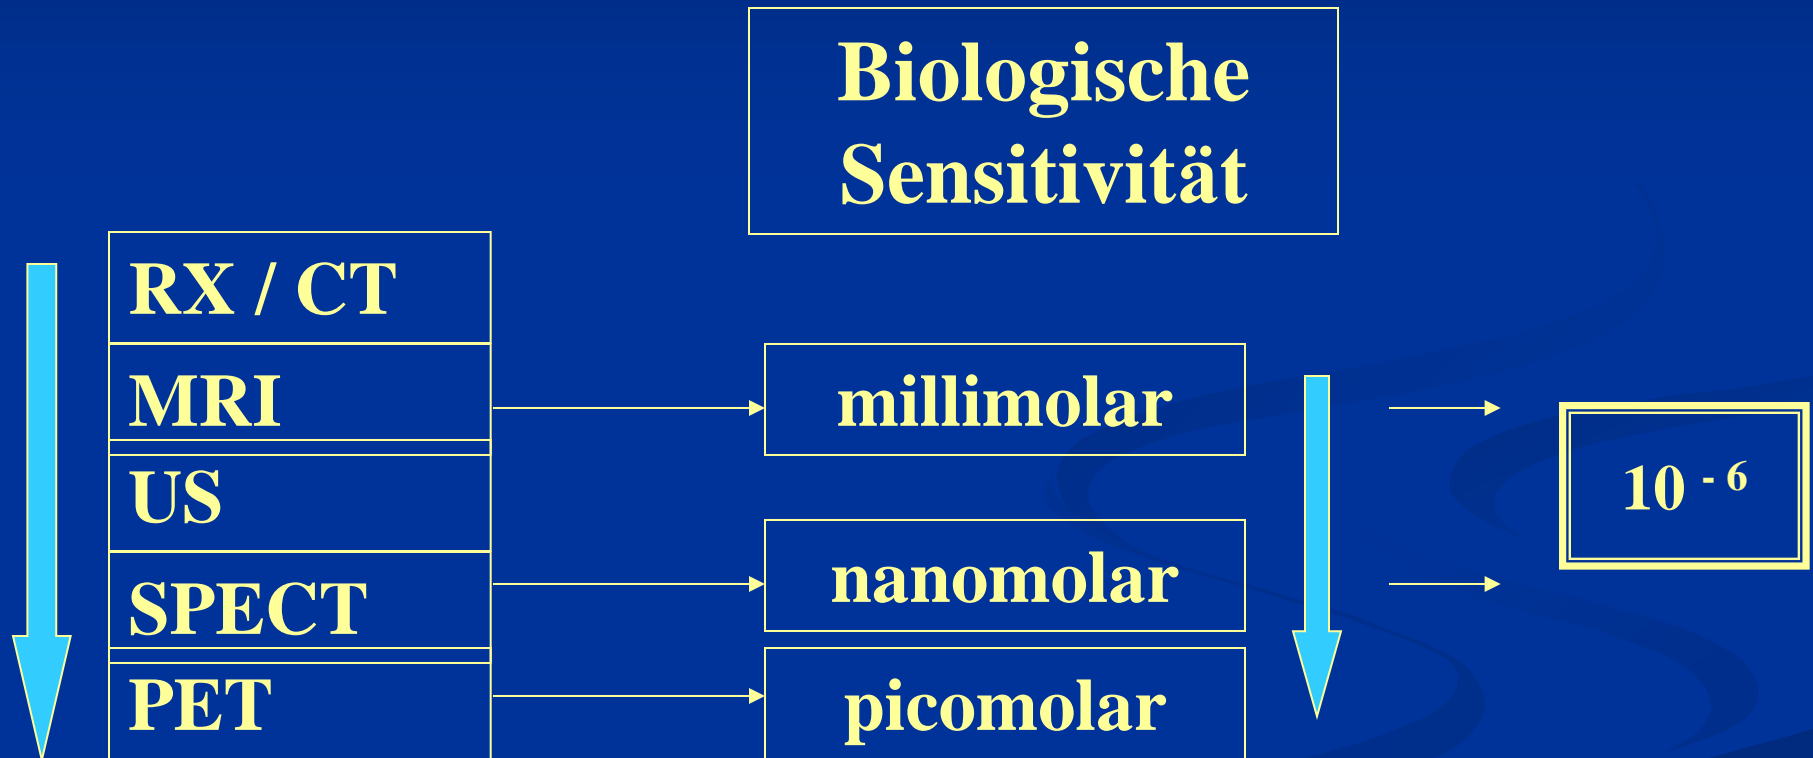 Biologische
Sensitivität
RX / CT
MRI
millimolar
US
10 - 6
SPECT
nanomolar
PET
picomolar